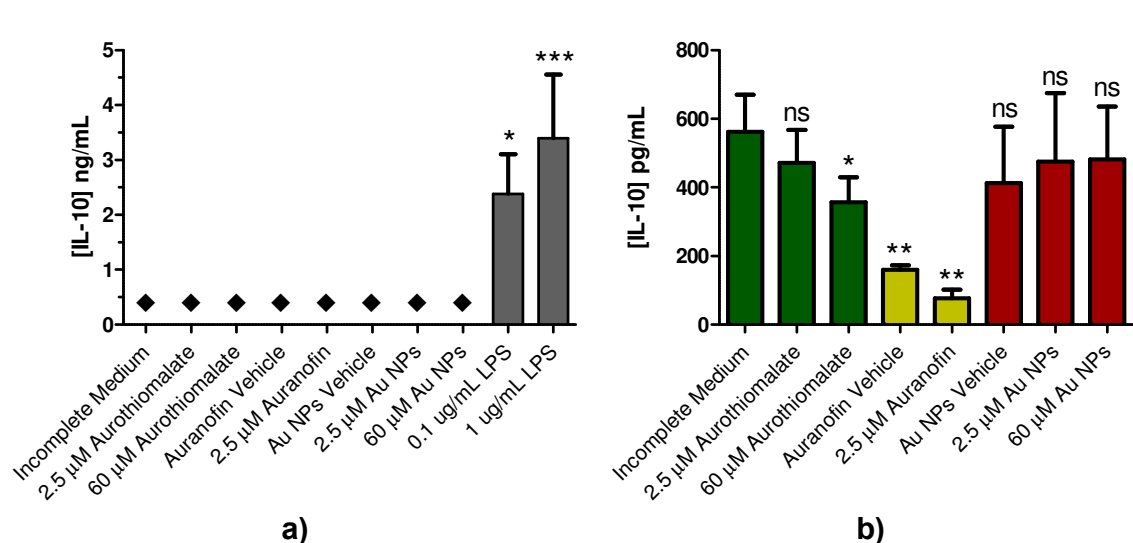 5
4
3
2
1
0
[IL-10] ng/mL
*
***
Incomplete Medium
2.5 µM Aurothiomalate
60 µM Aurothiomalate
Auranofin Vehicle
2.5 µM Auranofin
Au NPs Vehicle
2.5 µM Au NPs
60 µM Au NPs
0.1 ug/mL LPS
1 ug/mL LPS
a)
800
600
400
200
0
[IL-10] pg/mL
ns
*
**
**
ns
ns
ns
Incomplete Medium
2.5 µM Aurothiomalate
60 µM Aurothiomalate
Auranofin Vehicle
2.5 µM Auranofin
Au NPs Vehicle
2.5 µM Au NPs
60 µM Au NPs
b)